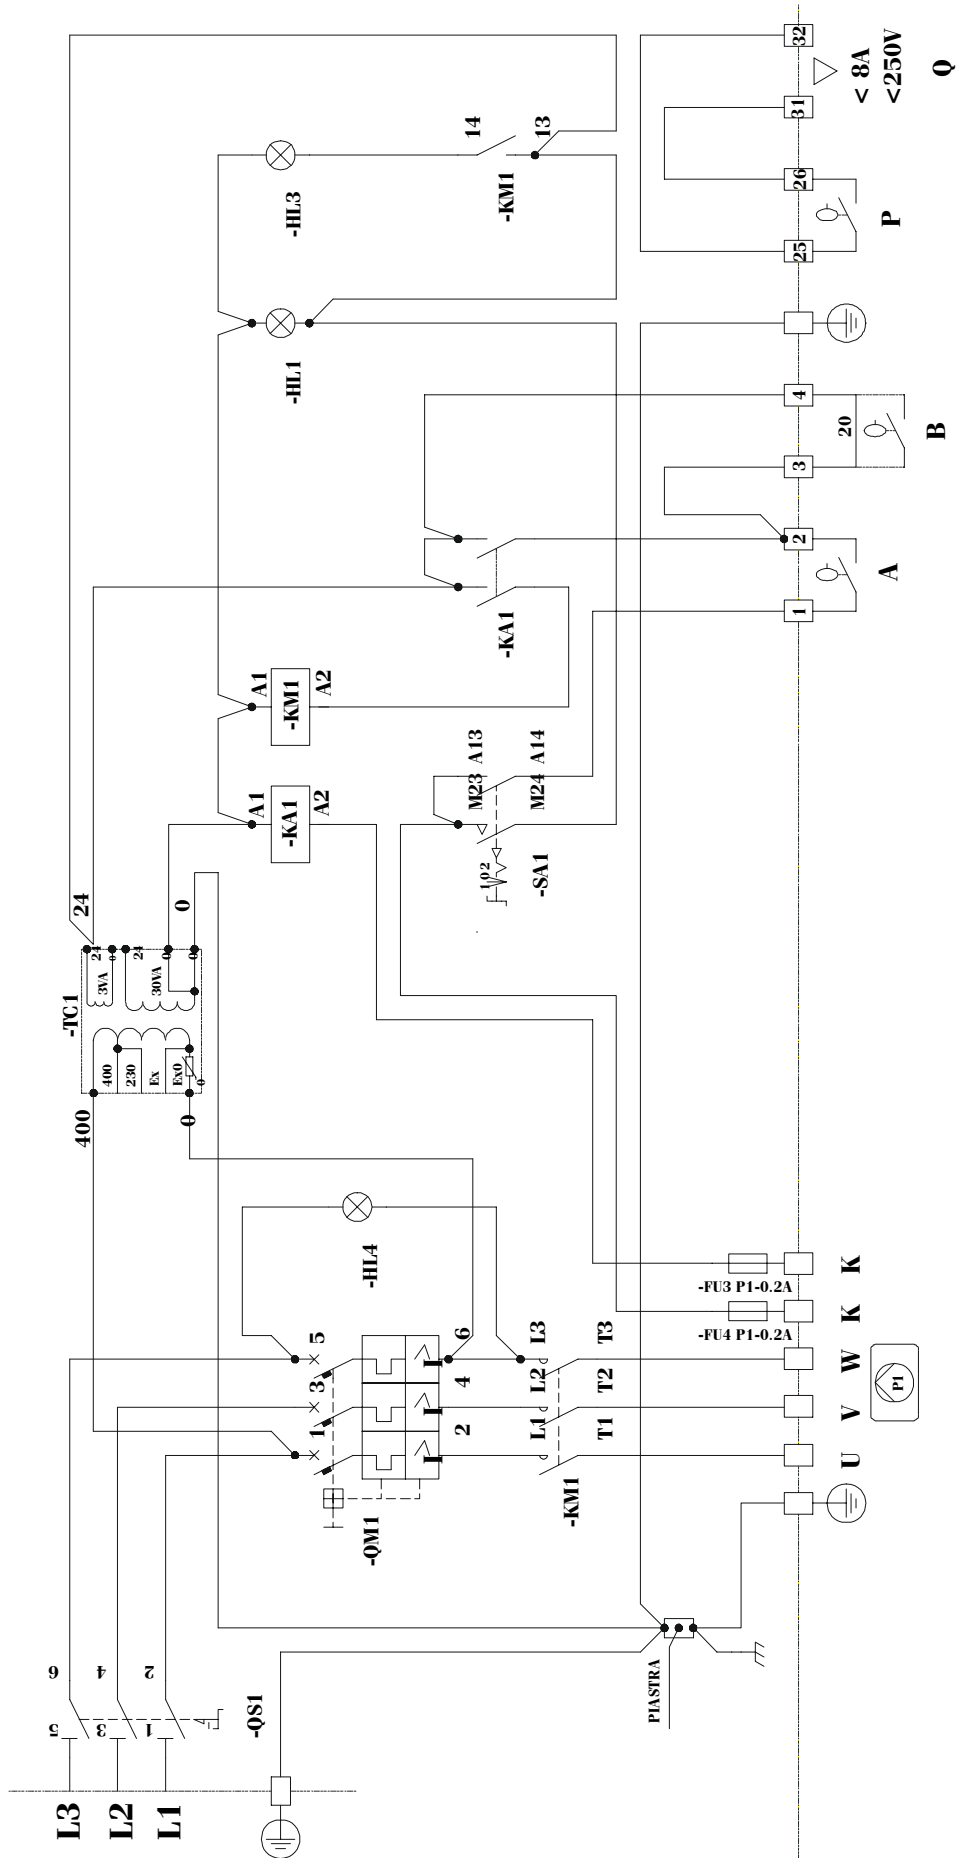 L3
L2
L1
5
6
3
4
1
2
-QS1
PIASTRA
-QM1
1
3
5
2
4
6
-KM1
L1
L2
L3
T1
T2
T3
-HL4
U
V
W
K
K
P1
-FU4 P1-0.2A
-FU3 P1-0.2A
400
0
-TC1
400
230
Ex
Ex0
0
3VA
30VA
24
0
24
0
0
24
0
-SA1
1 0 2
M23
M24
A13
A14
A1
-KA1
A2
A1
-KM1
A2
-KA1
-HL1
-HL3
-KM1
14
13
1
2
3
4
20
A
B
25
26
31
32
P
< 8A
<250V
Q